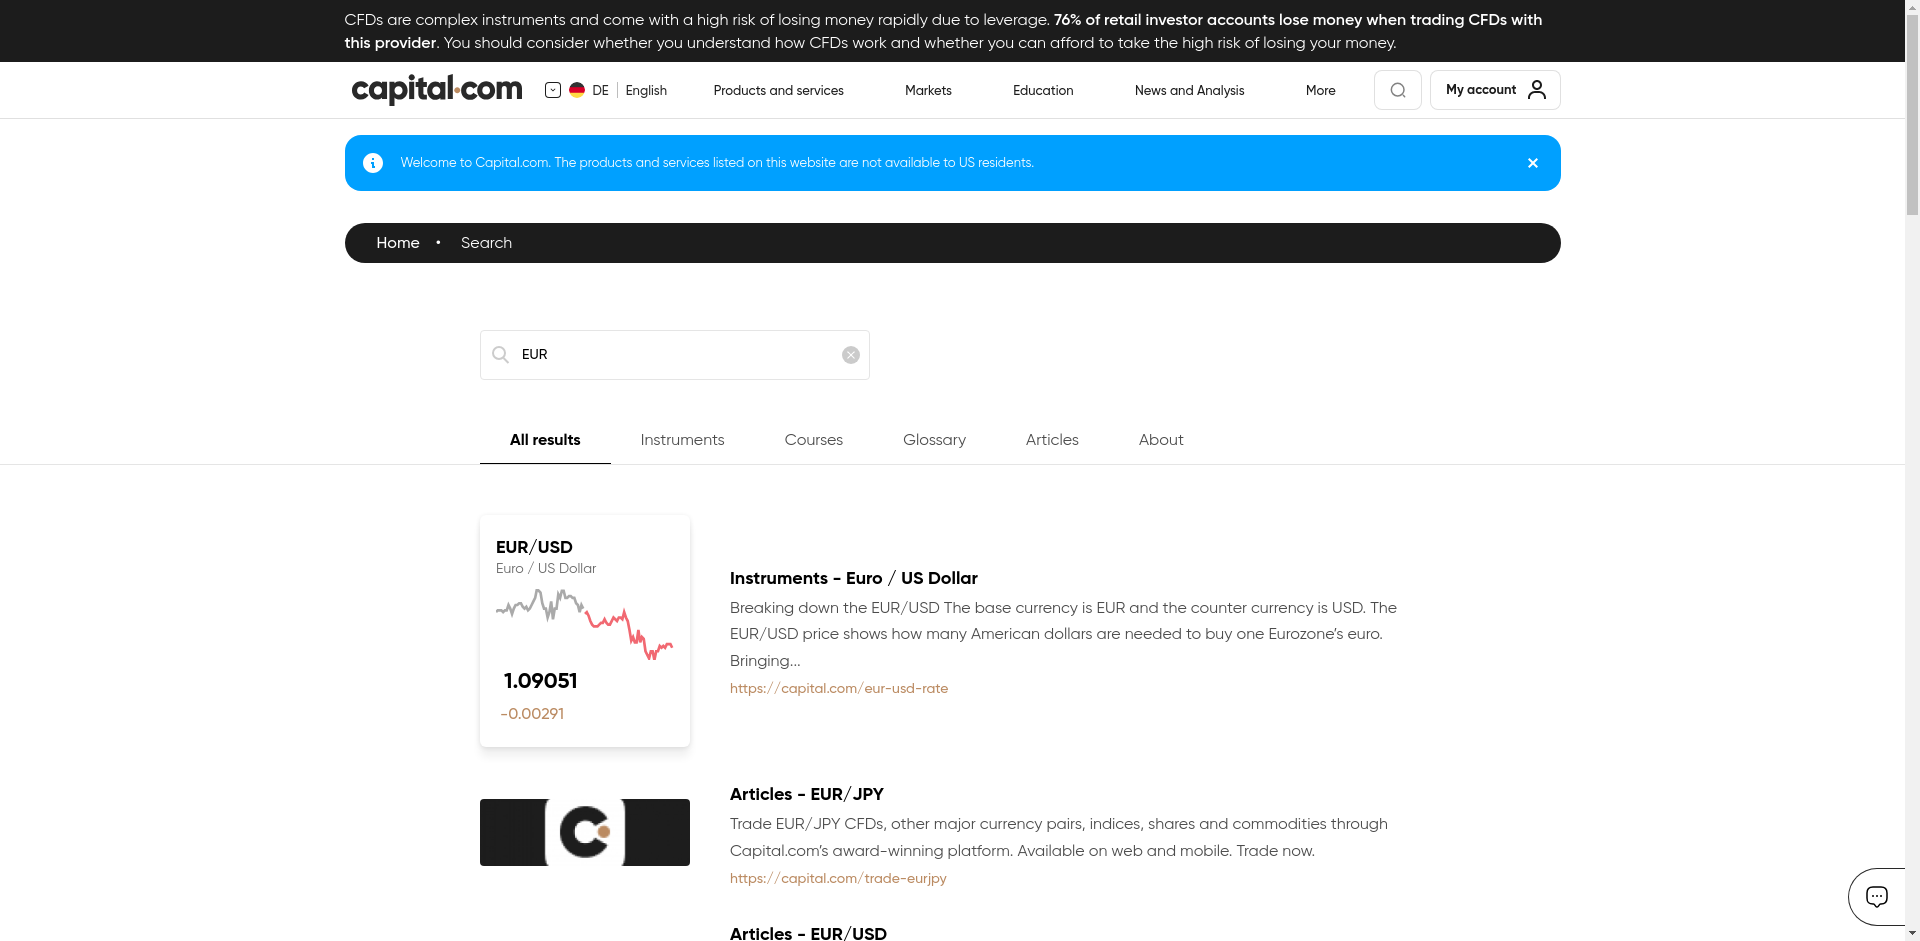 CFDs are complex instruments and come with a high risk of losing money rapidly due to leverage. 76% of retail investor accounts lose money when trading CFDs with
this provider. You should consider whether you understand how CFDs work and whether you can afford to take the high risk of losing your money.
capital.com DE English Products and services Markets Education News and Analysis More My account
Welcome to Capital.com. The products and services listed on this website are not available to US residents.
Home • Search
EUR
All results Instruments Courses Glossary Articles About
EUR/USD
Euro / US Dollar
1.09051
-0.00291
Instruments - Euro / US Dollar
Breaking down the EUR/USD The base currency is EUR and the counter currency is USD. The
EUR/USD price shows how many American dollars are needed to buy one Eurozone’s euro.
Bringing...
https://capital.com/eur-usd-rate
Articles - EUR/JPY
Trade EUR/JPY CFDs, other major currency pairs, indices, shares and commodities through
Capital.com’s award-winning platform. Available on web and mobile. Trade now.
https://capital.com/trade-eurjpy
Articles - EUR/USD